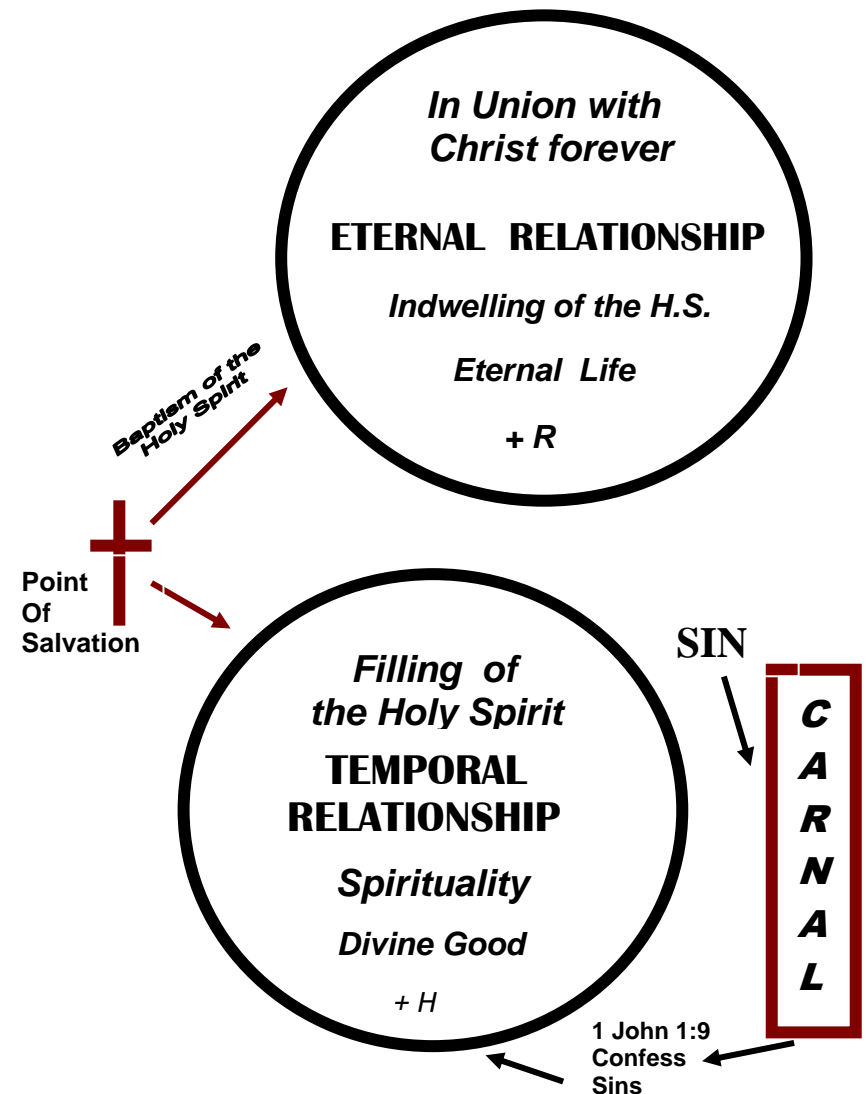 In Union with
Christ forever
ETERNAL RELATIONSHIP
Indwelling of the H.S.
Eternal Life
+ R
Baptism of the
Holy Spirit
Point
Of
Salvation
Filling of
the Holy Spirit
TEMPORAL
RELATIONSHIP
Spirituality
Divine Good
+ H
SIN
C
A
R
N
A
L
1 John 1:9
Confess
Sins